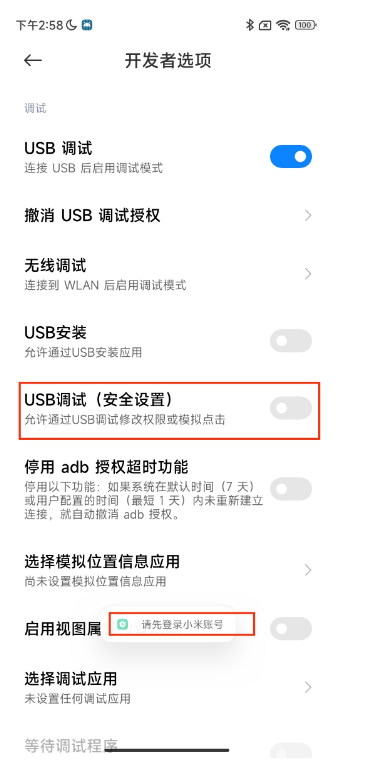 下午2:58
100
开发者选项
调试
USB 调试
连接 USB 后启用调试模式
撤消 USB 调试授权
无线调试
连接到 WLAN 后启用调试模式
USB安装
允许通过USB安装应用
USB调试（安全设置）
允许通过USB调试修改权限或模拟点击
停用 adb 授权超时功能
停用以下功能：如果系统在默认时间（7 天）
或用户配置的时间（最短 1 天）内未重新建立
连接，就自动撤消 adb 授权。
选择模拟位置信息应用
尚未设置模拟位置信息应用
请先登录小米账号
启用视图属
选择调试应用
未设置任何调试应用
等待调试程序